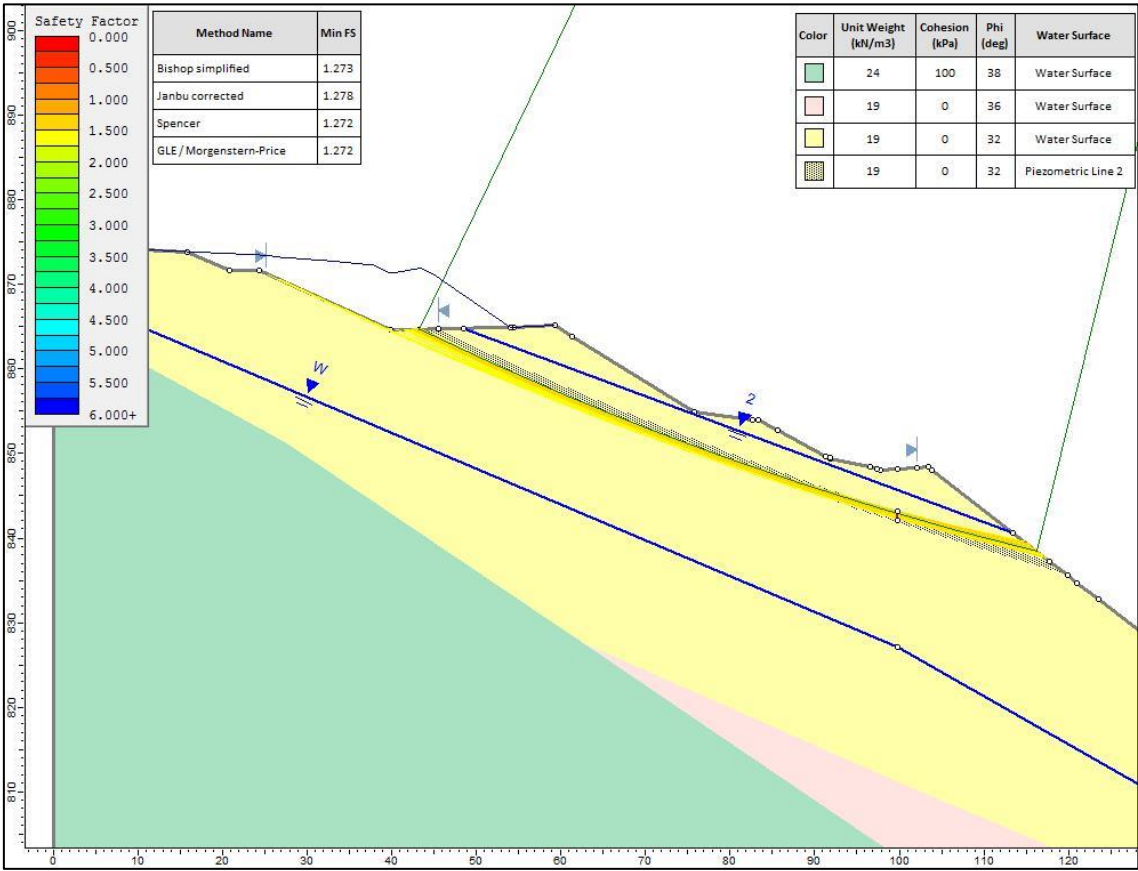 Safety Factor
0.000
0.500
1.000
1.500
2.000
2.500
3.000
3.500
4.000
4.500
5.000
5.500
6.000+
Method Name Min FS
Bishop simplified 1.273
Janbu corrected 1.278
Spencer 1.272
GLE / Morgenstern-Price 1.272
Color Unit Weight (kN/m3) Cohesion (kPa) Phi (deg) Water Surface
24 100 38 Water Surface
19 0 36 Water Surface
19 0 32 Water Surface
19 0 32 Piezometric Line 2
W
2
900
890
880
870
860
850
840
830
820
810
0 10 20 30 40 50 60 70 80 90 100 110 120